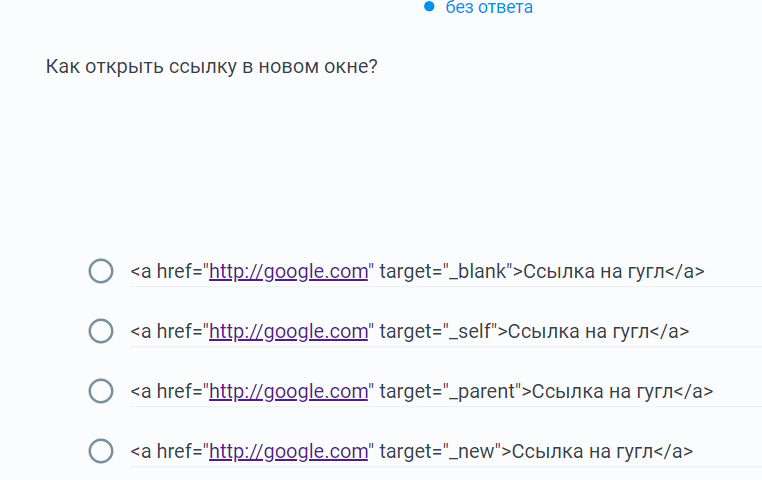 без ответа
Как открыть ссылку в новом окне?
<a href="http://google.com" target="_blank">Ссылка на гугл</a>
<a href="http://google.com" target="_self">Ссылка на гугл</a>
<a href="http://google.com" target="_parent">Ссылка на гугл</a>
<a href="http://google.com" target="_new">Ссылка на гугл</a>